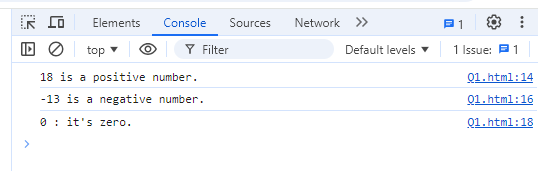 Elements Console Sources Network >> 1
top Filter Default levels 1 Issue: 1
18 is a positive number. Q1.html:14
-13 is a negative number. Q1.html:16
0 : it's zero. Q1.html:18
>